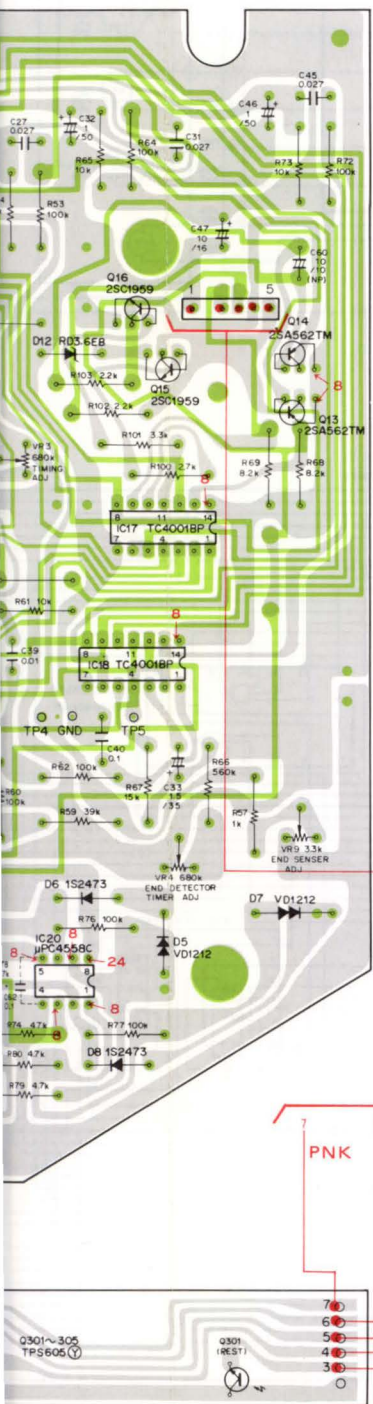 C45
0.027
C27
0.027
C32
1
/50
C46
1
/50
R64
100k
C31
0.027
R65
10k
R73
10k
R72
100k
R53
100k
C47
10
/16
C60
10
/10
(NP)
Q16
2SC1959
1 5
Q14
2SA562TM
D12 RD3.6EB
8
R103 2.2k
Q15
2SC1959
R102 2.2k
Q13
2SA562TM
R101 3.3k
VR3
680k
TIMING
ADJ
R100 2.7k
R69
8.2k
R68
8.2k
8
8 11 14
IC17 TC4001BP
7 4 1
R61 10k
8
C39
0.01
8 11 14
IC18 TC4001BP
7 4 1
TP4 GND TP5
C40
0.1
R62 100k
R66
560k
R67
15k
C33
1.5
/35
R60
100k
R59 39k
R57
1k
VR9 33k
END SENSER
ADJ
VR4 680k
END DETECTOR
TIMER ADJ
D6 1S2473
D7 VD1212
R76 100k
IC20
μPC4558C
8
D5
VD1212
8
24
5 8
4 1
8
8
R74 4.7k
R77 100k
R80 4.7k
D8 1S2473
R79 4.7k
7
PNK
Q301~305
TPS605Ⓨ
Q301
(REST)
7
6
5
4
3